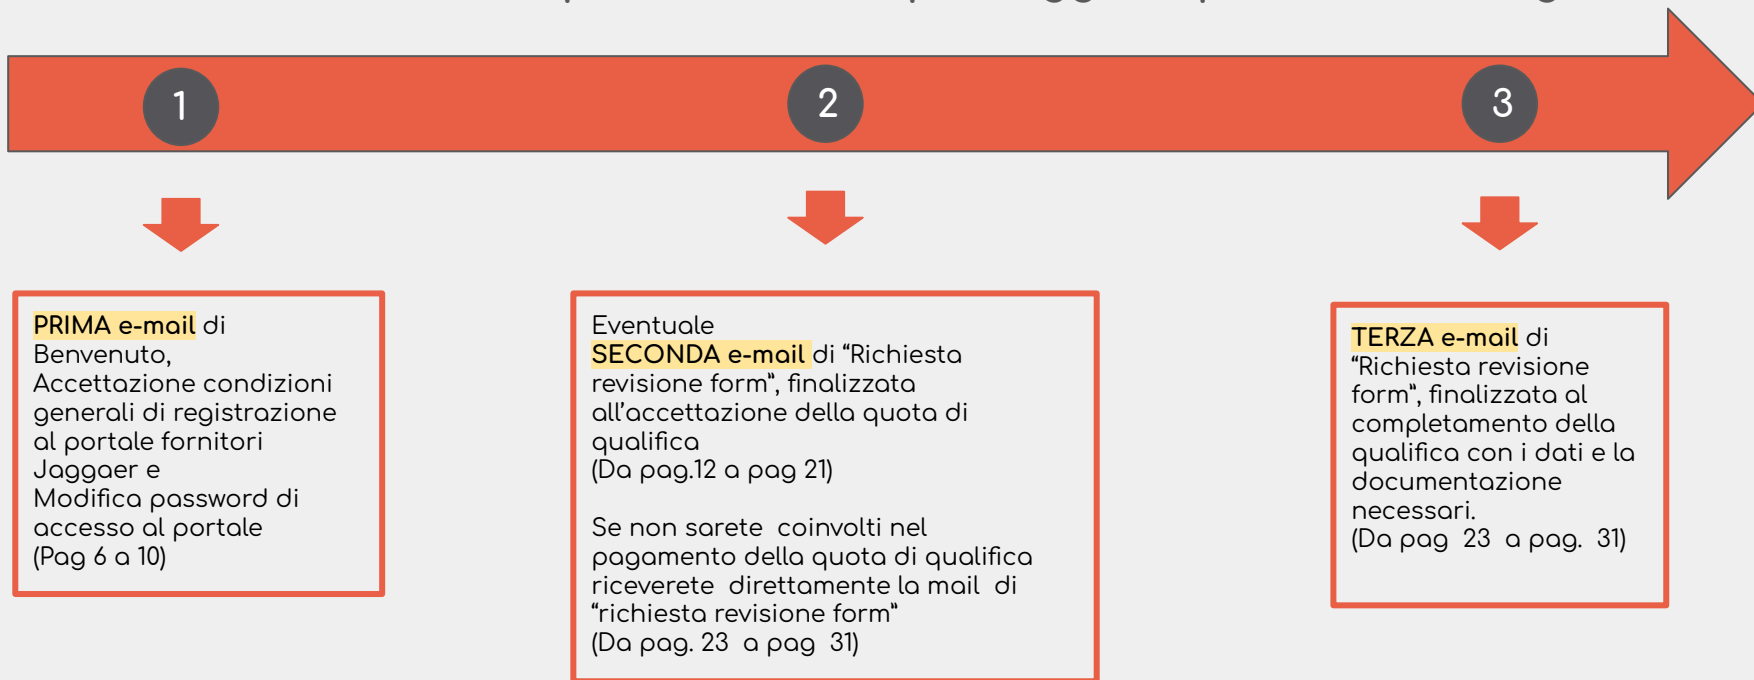 1
2
3
PRIMA e-mail di
Benvenuto,
Accettazione condizioni
generali di registrazione
al portale fornitori
Jaggaer e
Modifica password di
accesso al portale
(Pag 6 a 10)
Eventuale
SECONDA e-mail di “Richiesta
revisione form”, finalizzata
all’accettazione della quota di
qualifica
(Da pag.12 a pag 21)
Se non sarete coinvolti nel
pagamento della quota di qualifica
riceverete direttamente la mail di
“richiesta revisione form”
(Da pag. 23 a pag 31)
TERZA e-mail di
“Richiesta revisione
form”, finalizzata al
completamento della
qualifica con i dati e la
documentazione
necessari.
(Da pag 23 a pag. 31)